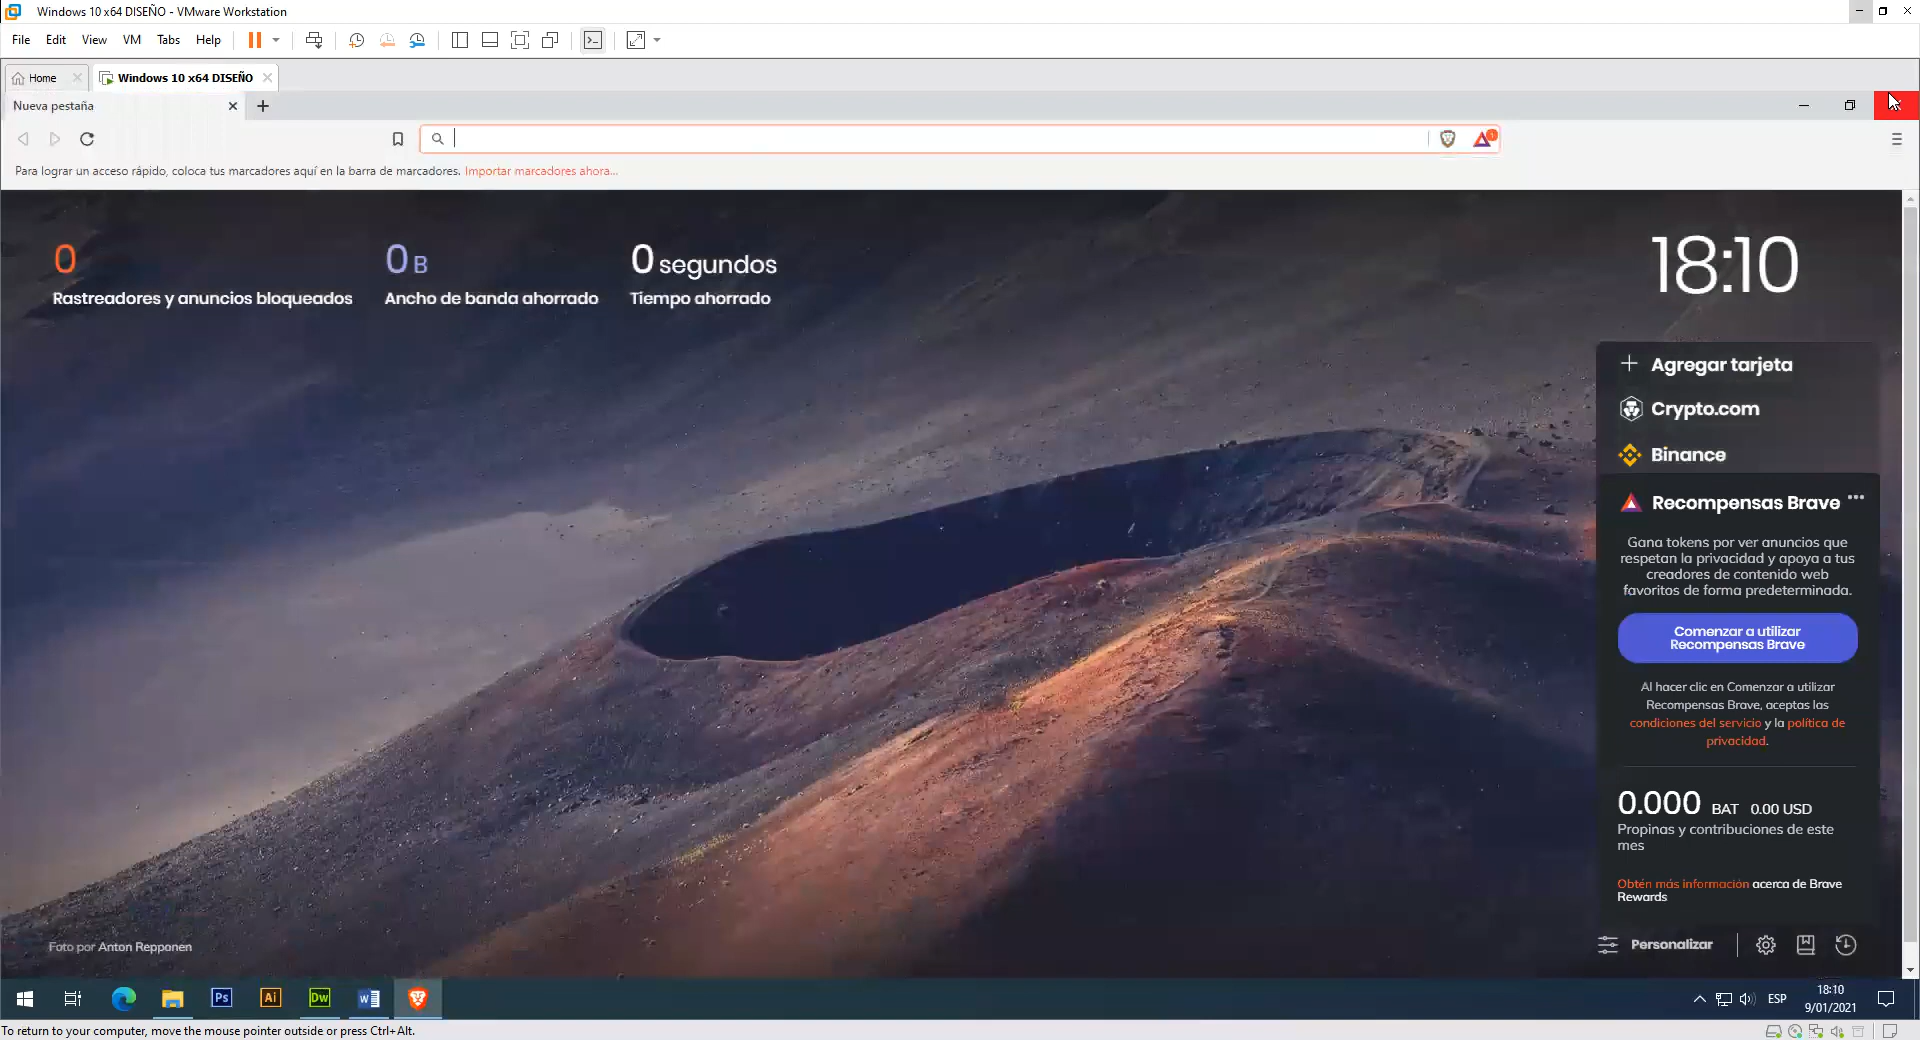 Windows 10 x64 DISEÑO - VMware Workstation
File Edit View VM Tabs Help
Home Windows 10 x64 DISEÑO
Nueva pestaña
Para lograr un acceso rápido, coloca tus marcadores aquí en la barra de marcadores. Importar marcadores ahora...
0 0 B 0 segundos
Rastreadores y anuncios bloqueados Ancho de banda ahorrado Tiempo ahorrado
18:10
Agregar tarjeta
Crypto.com
Binance
Recompensas Brave
Gana tokens por ver anuncios que
respetan la privacidad y apoya a tus
creadores de contenido web
favoritos de forma predeterminada.
Comenzar a utilizar
Recompensas Brave
Al hacer clic en Comenzar a utilizar
Recompensas Brave, aceptas las
condiciones del servicio y la política de
privacidad.
0.000 BAT 0.00 USD
Propinas y contribuciones de este
mes
Obtén más información acerca de Brave
Rewards
Foto por Anton Repponen
Personalizar
Ps Ai Dw W
ESP
18:10
9/01/2021
To return to your computer, move the mouse pointer outside or press Ctrl+Alt.